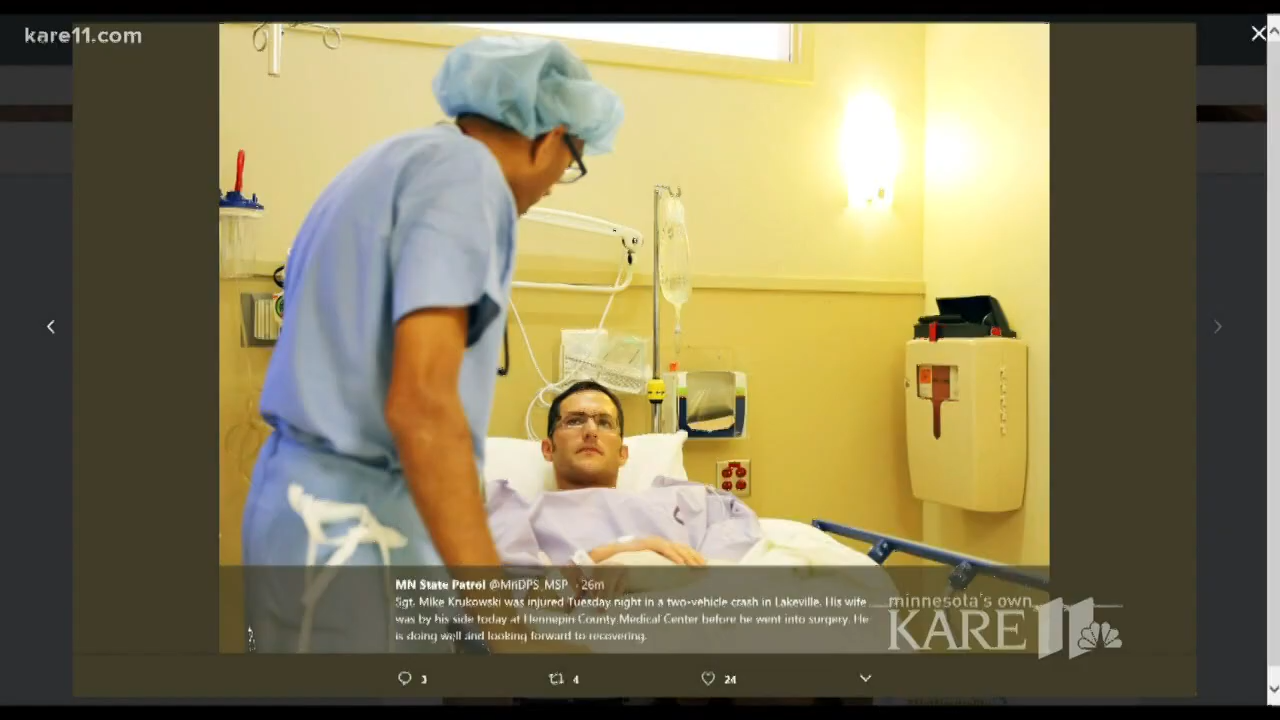 kare11.com
MN State Patrol @MnDPS_MSP · 26m
Sgt. Mike Krukowski was injured Tuesday night in a two-vehicle crash in Lakeville. His wife
was by his side today at Hennepin County Medical Center before he went into surgery. He
is doing well and looking forward to recovering.
minnesota's own
KARE 11
3 4 24